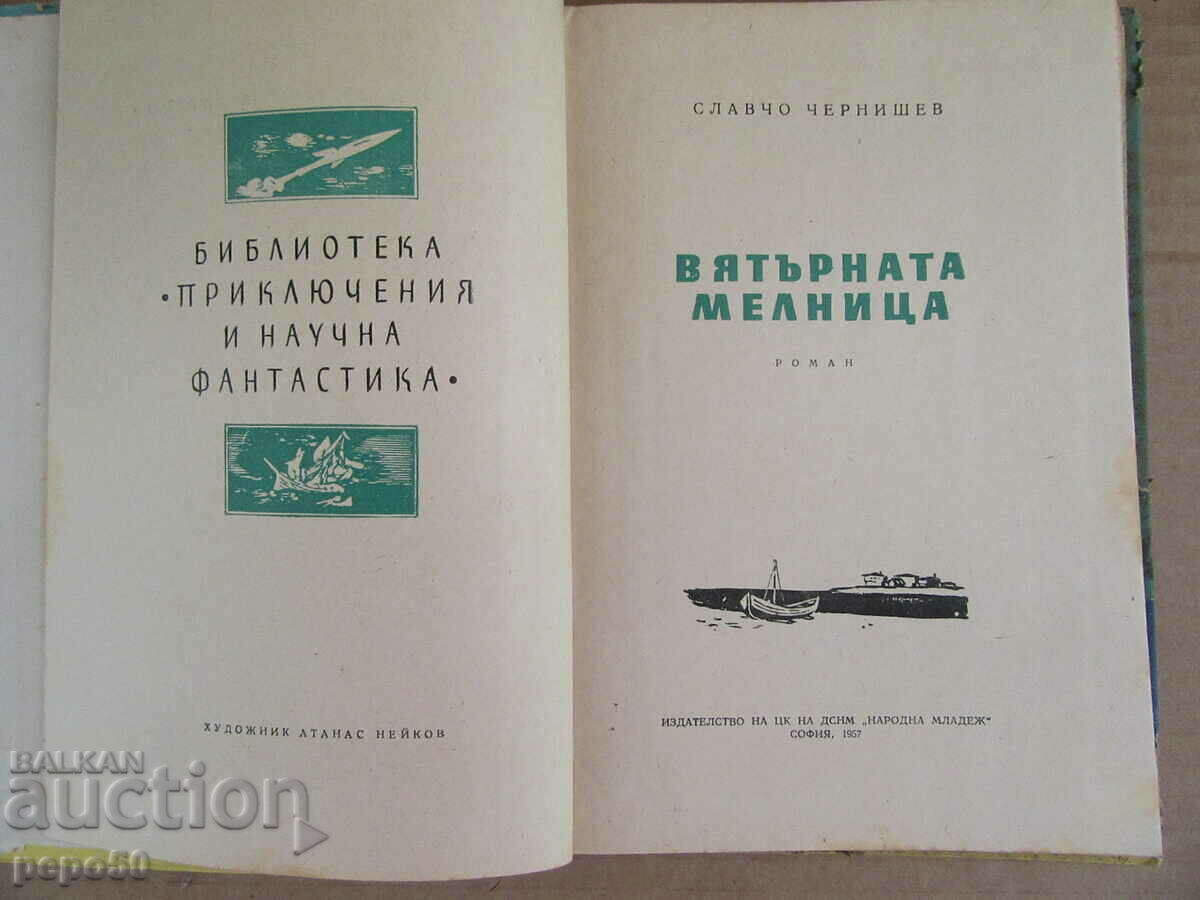 БИБЛИОТЕКА
•ПРИКЛЮЧЕНИЯ
И НАУЧНА
ФАНТАСТИКА•
ХУДОЖНИК АТАНАС НЕЙКОВ
СЛАВЧО ЧЕРНИШЕВ
ВЯТЪРНАТА
МЕЛНИЦА
РОМАН
ИЗДАТЕЛСТВО НА ЦК НА ДСНМ „НАРОДНА МЛАДЕЖ“
СОФИЯ, 1957
BALKAN
auction
pepo50